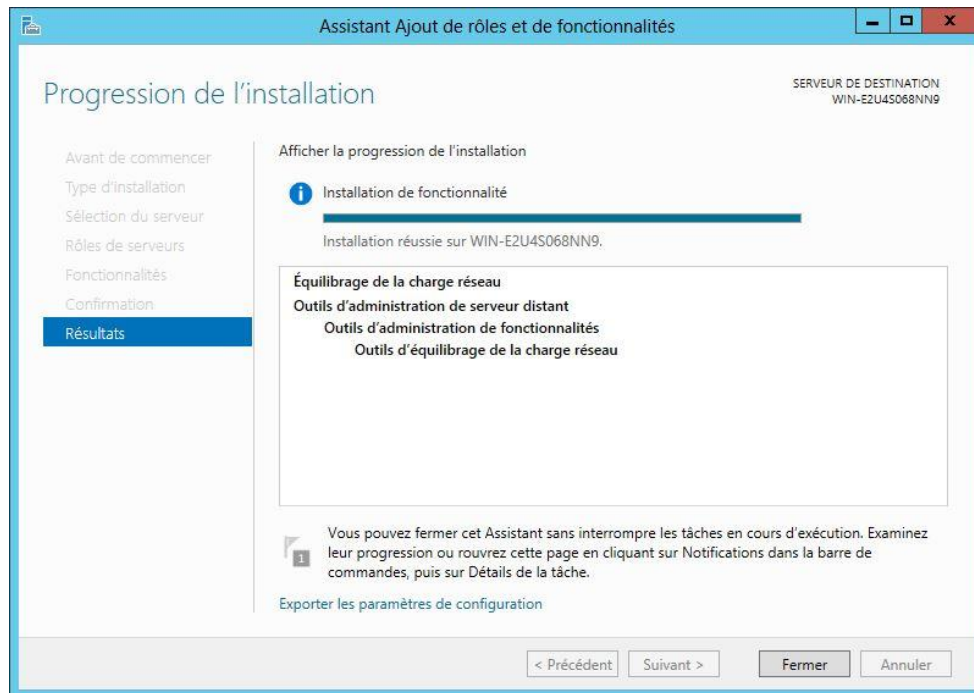 Assistant Ajout de rôles et de fonctionnalités
Progression de l'installation
SERVEUR DE DESTINATION
WIN-E2U4S068NN9
Avant de commencer
Type d'installation
Sélection du serveur
Rôles de serveurs
Fonctionnalités
Confirmation
Résultats
Afficher la progression de l'installation
Installation de fonctionnalité
Installation réussie sur WIN-E2U4S068NN9.
Équilibrage de la charge réseau
Outils d'administration de serveur distant
Outils d'administration de fonctionnalités
Outils d'équilibrage de la charge réseau
1
Vous pouvez fermer cet Assistant sans interrompre les tâches en cours d'exécution. Examinez
leur progression ou rouvrez cette page en cliquant sur Notifications dans la barre de
commandes, puis sur Détails de la tâche.
Exporter les paramètres de configuration
< Précédent
Suivant >
Fermer
Annuler